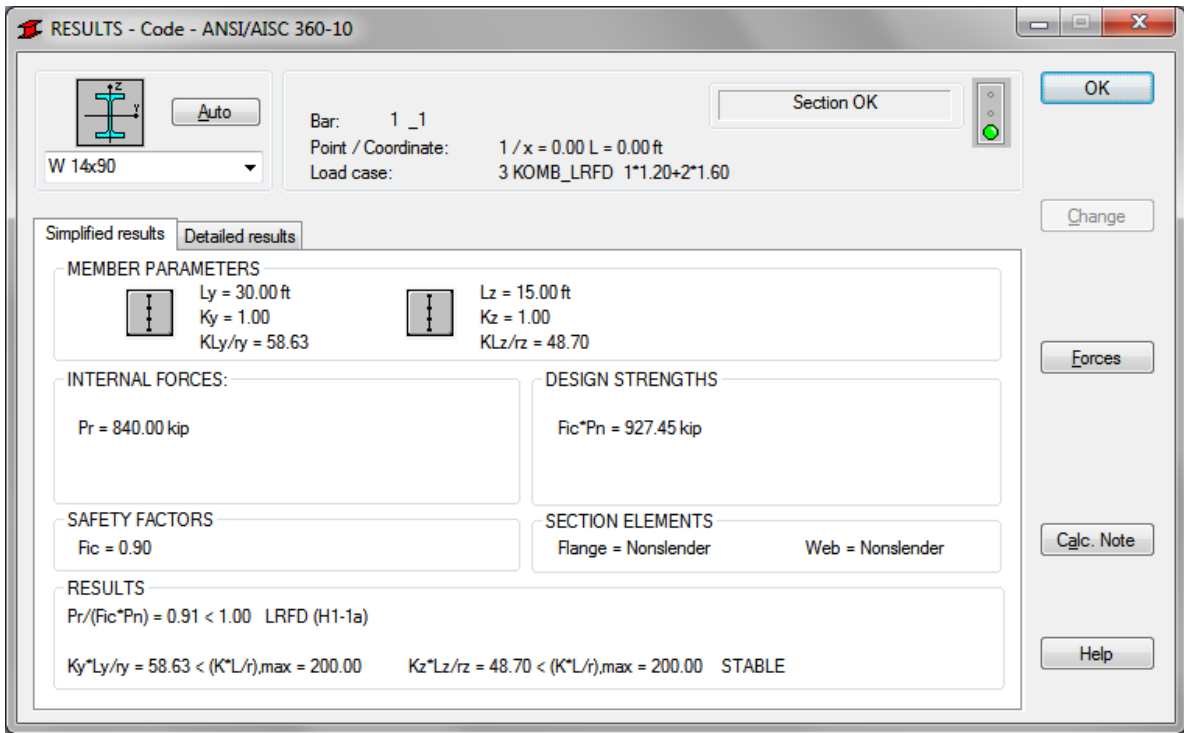 RESULTS - Code - ANSI/AISC 360-10
Z
Y
Auto
W 14x90
Bar: 1 _1
Point / Coordinate: 1 / x = 0.00 L = 0.00 ft
Load case: 3 KOMB_LRFD 1*1.20+2*1.60
Section OK
OK
Change
Forces
Calc. Note
Help
Simplified results
Detailed results
MEMBER PARAMETERS
Ly = 30.00 ft
Ky = 1.00
KLy/ry = 58.63
Lz = 15.00 ft
Kz = 1.00
KLz/rz = 48.70
INTERNAL FORCES:
Pr = 840.00 kip
DESIGN STRENGTHS
Fic*Pn = 927.45 kip
SAFETY FACTORS
Fic = 0.90
SECTION ELEMENTS
Flange = Nonslender Web = Nonslender
RESULTS
Pr/(Fic*Pn) = 0.91 < 1.00 LRFD (H1-1a)
Ky*Ly/ry = 58.63 < (K*L/r),max = 200.00 Kz*Lz/rz = 48.70 < (K*L/r),max = 200.00 STABLE